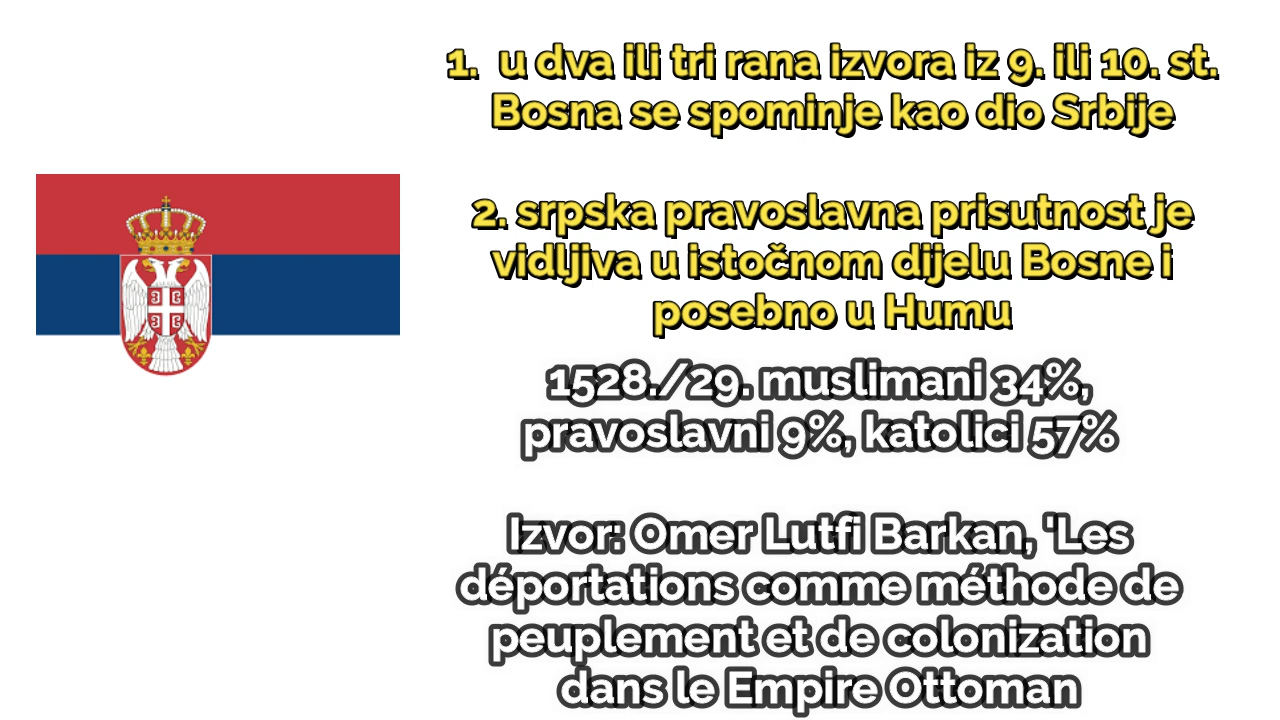 1. u dva ili tri rana izvora iz 9. ili 10. st.
Bosna se spominje kao dio Srbije
2. srpska pravoslavna prisutnost je
vidljiva u istočnom dijelu Bosne i
posebno u Humu
1528./29. muslimani 34%,
pravoslavni 9%, katolici 57%
Izvor: Omer Lutfi Barkan, 'Les
déportations comme méthode de
peuplement et de colonization
dans le Empire Ottoman